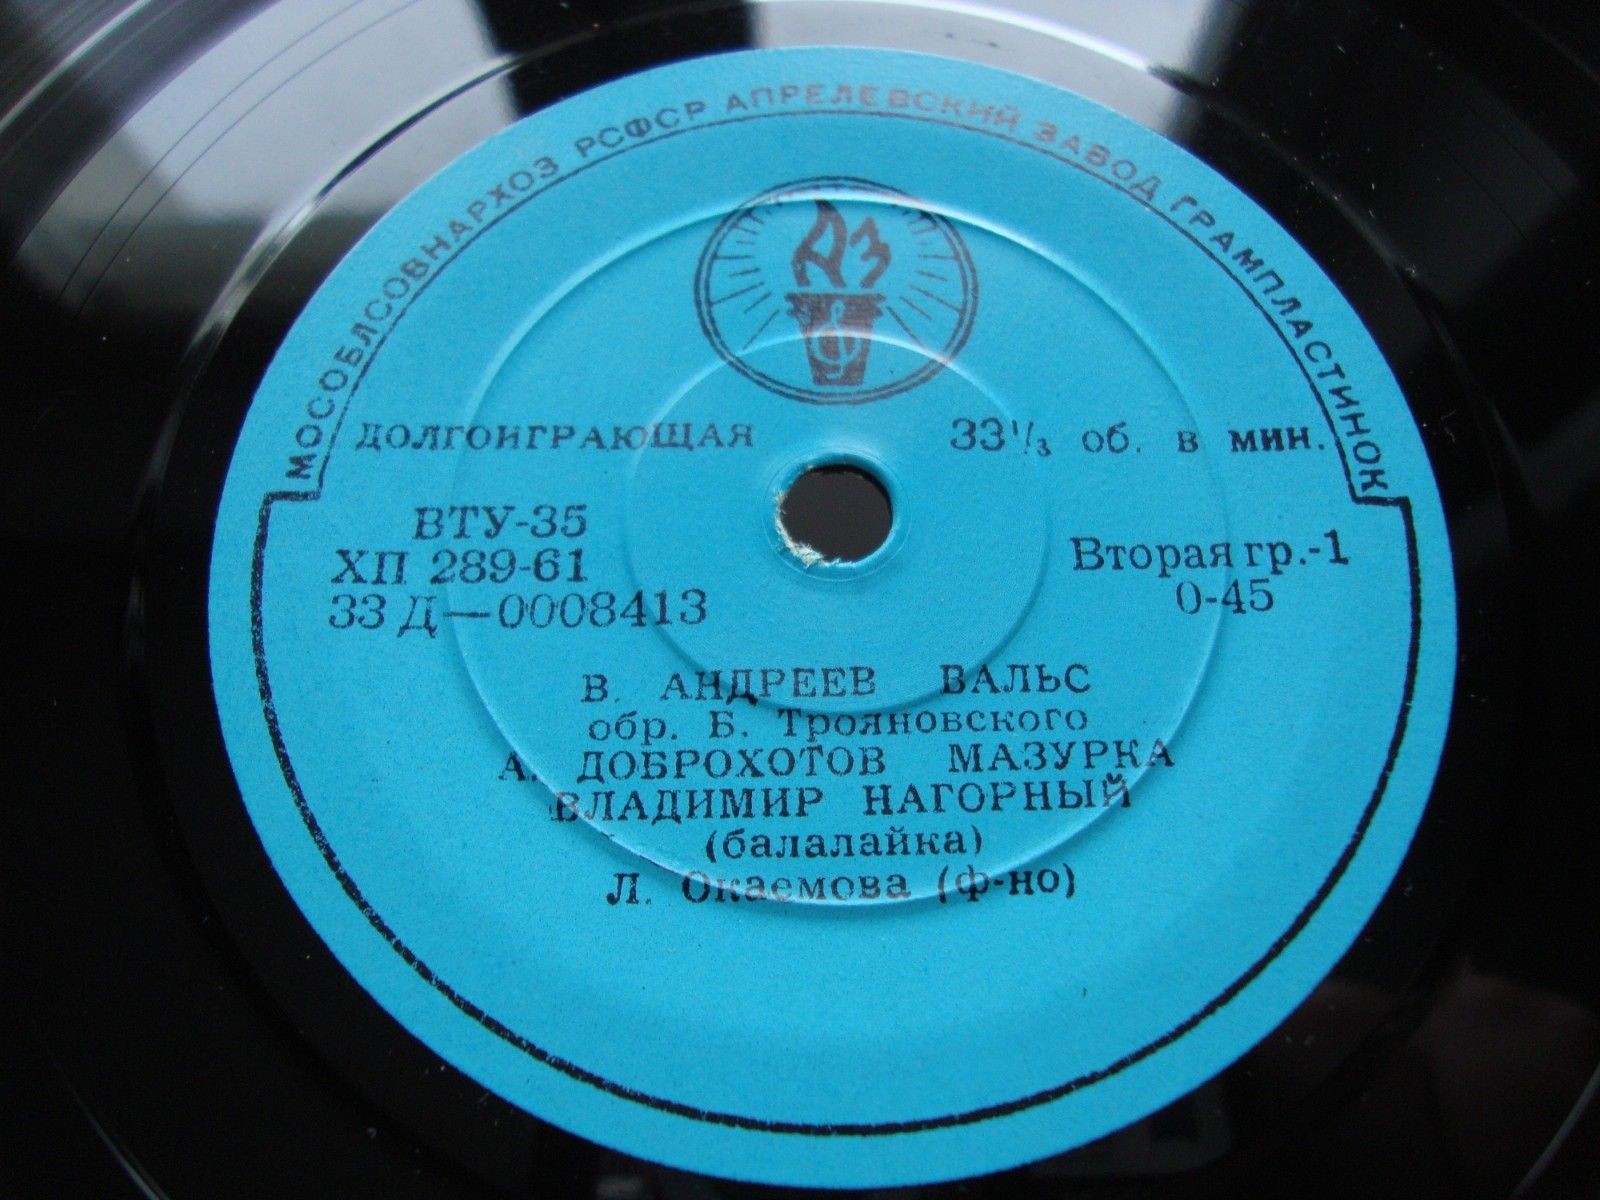 МОСОБЛСОВНАРХОЗ РСФСР АПРЕЛЕВСКИЙ ЗАВОД ГРАМПЛАСТИНОК
АЗ
ДОЛГОИГРАЮЩАЯ 33⅓ об. в мин.
ВТУ-35
ХП 289-61
33 Д—0008413
Вторая гр.-1
0-45
В. АНДРЕЕВ ВАЛЬС
обр. Б. Трояновского
А. ДОБРОХОТОВ МАЗУРКА
ВЛАДИМИР НАГОРНЫЙ
(балалайка)
Л. Окаемова (ф-но)